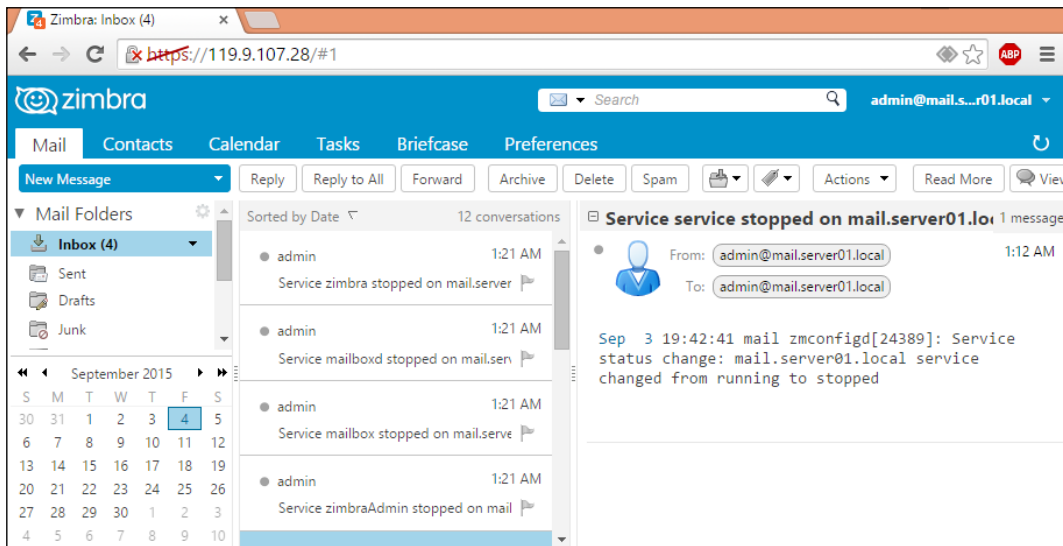 Zimbra: Inbox (4)
https://119.9.107.28/#1
ABP
zimbra
Search
admin@mail.s...r01.local
Mail Contacts Calendar Tasks Briefcase Preferences
New Message Reply Reply to All Forward Archive Delete Spam Actions Read More View
Mail Folders
Inbox (4)
Sent
Drafts
Junk
September 2015
S M T W T F S
30 31 1 2 3 4 5
6 7 8 9 10 11 12
13 14 15 16 17 18 19
20 21 22 23 24 25 26
27 28 29 30 1 2 3
4 5 6 7 8 9 10
Sorted by Date 12 conversations
admin 1:21 AM
Service zimbra stopped on mail.server
admin 1:21 AM
Service mailboxd stopped on mail.serv
admin 1:21 AM
Service mailbox stopped on mail.serve
admin 1:21 AM
Service zimbraAdmin stopped on mail
Service service stopped on mail.server01.loc 1 message
From: admin@mail.server01.local 1:12 AM
To: admin@mail.server01.local
Sep 3 19:42:41 mail zmconfigd[24389]: Service
status change: mail.server01.local service
changed from running to stopped